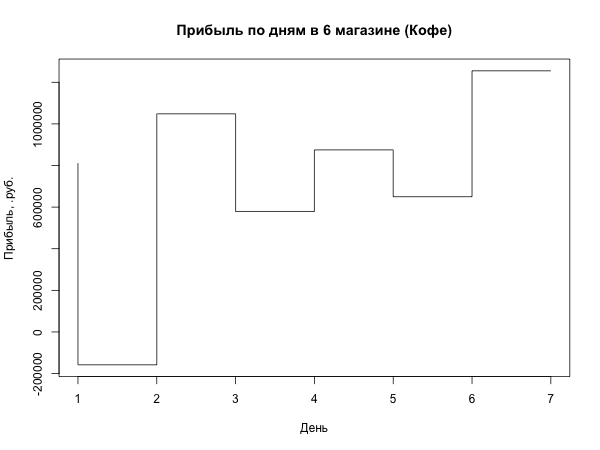 Прибыль по дням в 6 магазине (Кофе)
Прибыль, .руб.
1000000
600000
200000
0
-200000
1 2 3 4 5 6 7
День